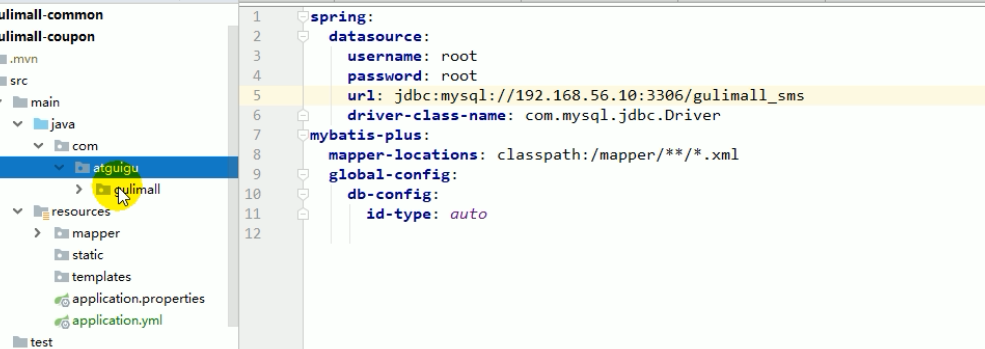 ulimall-common
ulimall-coupon
.mvn
src
main
java
com
atguigu
gulimall
resources
mapper
static
templates
application.properties
application.yml
test
1 spring:
2 datasource:
3 username: root
4 password: root
5 url: jdbc:mysql://192.168.56.10:3306/gulimall_sms
6 driver-class-name: com.mysql.jdbc.Driver
7 mybatis-plus:
8 mapper-locations: classpath:/mapper/**/*.xml
9 global-config:
10 db-config:
11 id-type: auto
12